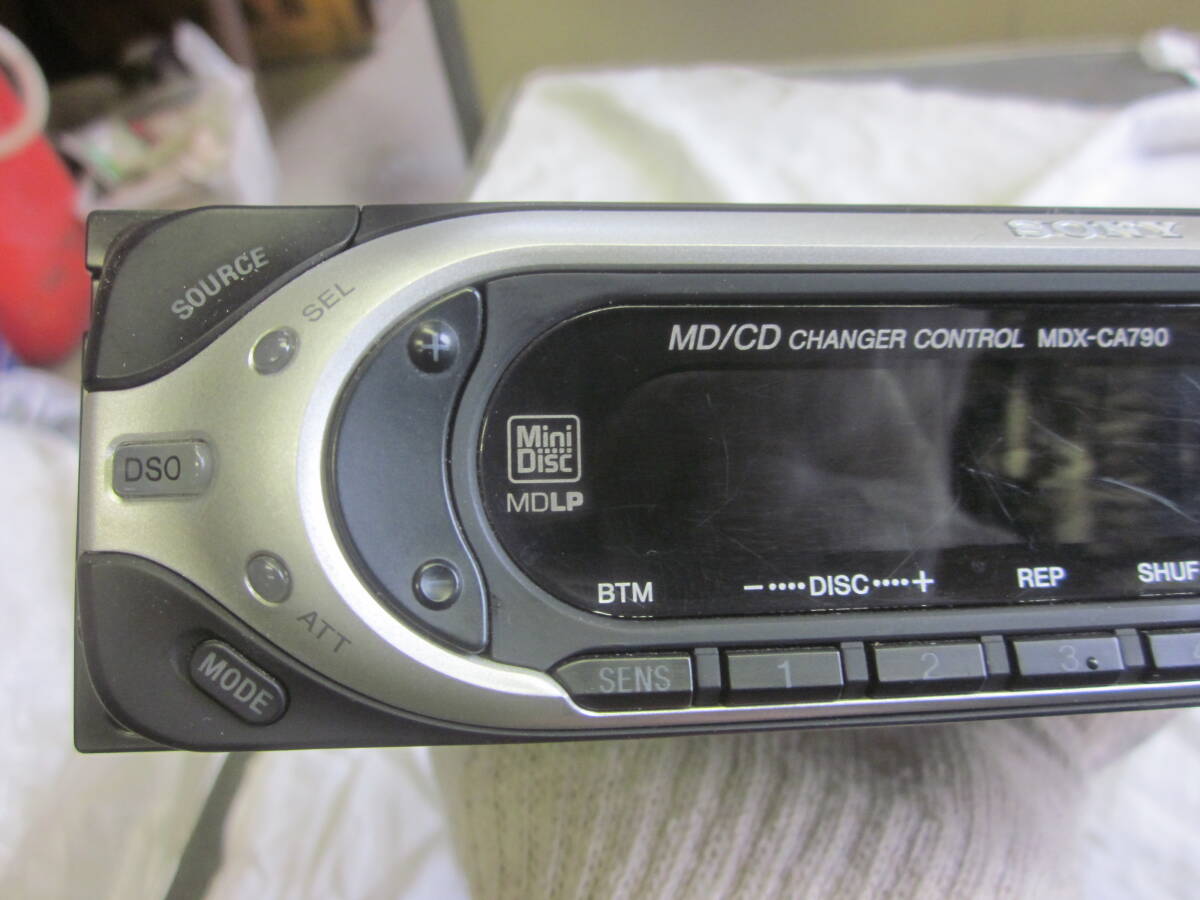 SONY
SOURCE
SEL
MD/CD CHANGER CONTROL MDX-CA790
Mini
Disc
MDLP
DSO
BTM
- DISC +
REP
SHUF
ATT
MODE
SENS
1
2
3